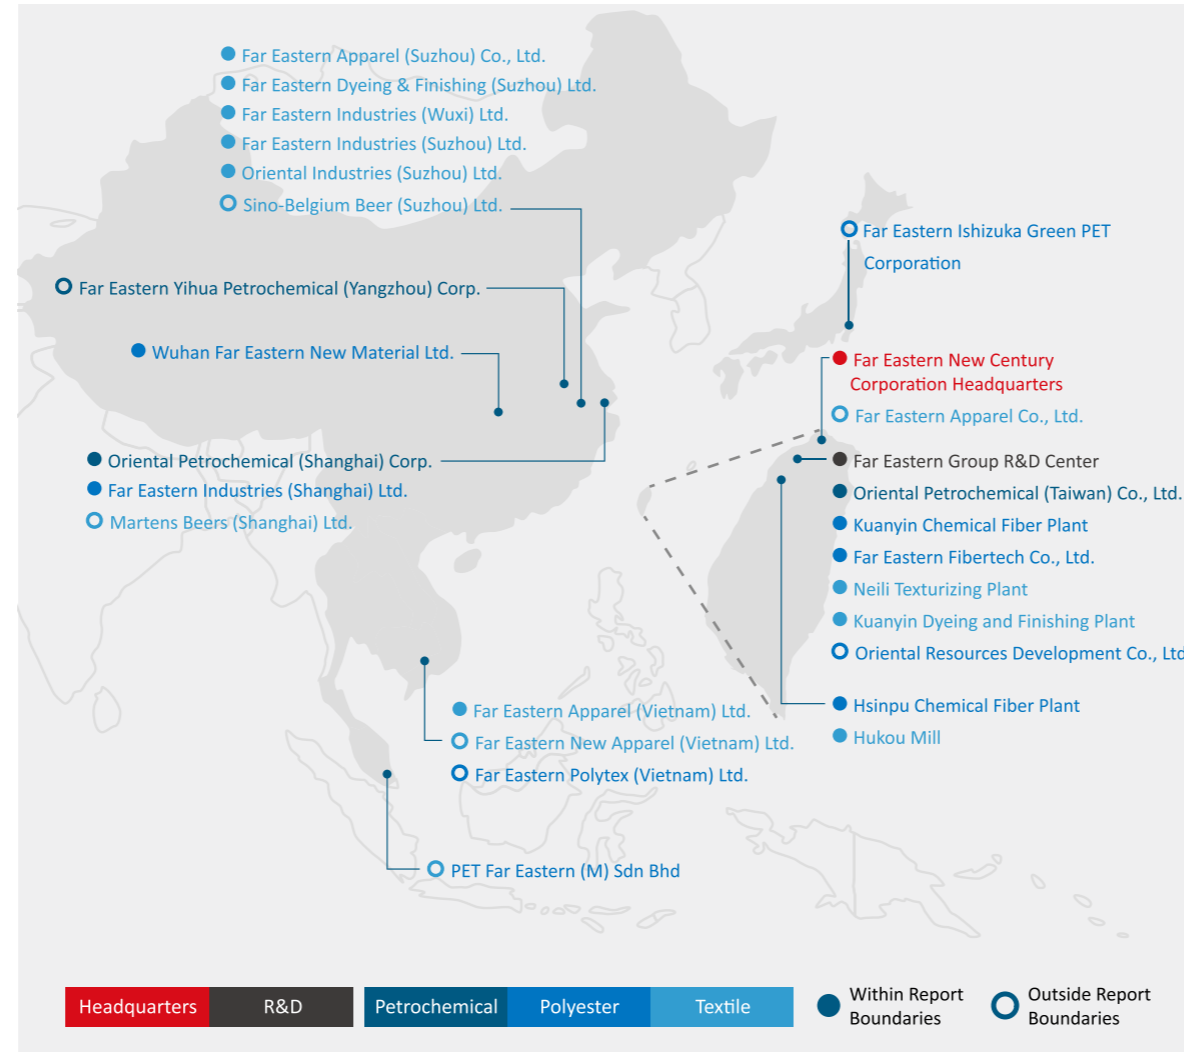 Far Eastern Apparel (Suzhou) Co., Ltd.
Far Eastern Dyeing & Finishing (Suzhou) Ltd.
Far Eastern Industries (Wuxi) Ltd.
Far Eastern Industries (Suzhou) Ltd.
Oriental Industries (Suzhou) Ltd.
Sino-Belgium Beer (Suzhou) Ltd.
Far Eastern Yihua Petrochemical (Yangzhou) Corp.
Wuhan Far Eastern New Material Ltd.
Oriental Petrochemical (Shanghai) Corp.
Far Eastern Industries (Shanghai) Ltd.
Martens Beers (Shanghai) Ltd.
Far Eastern Ishizuka Green PET
Corporation
Far Eastern New Century
Corporation Headquarters
Far Eastern Apparel Co., Ltd.
Far Eastern Group R&D Center
Oriental Petrochemical (Taiwan) Co., Ltd.
Kuanyin Chemical Fiber Plant
Far Eastern Fibertech Co., Ltd.
Neili Texturizing Plant
Kuanyin Dyeing and Finishing Plant
Oriental Resources Development Co., Ltd
Hsinpu Chemical Fiber Plant
Hukou Mill
Far Eastern Apparel (Vietnam) Ltd.
Far Eastern New Apparel (Vietnam) Ltd.
Far Eastern Polytex (Vietnam) Ltd.
PET Far Eastern (M) Sdn Bhd
Headquarters
R&D
Petrochemical
Polyester
Textile
Within Report
Boundaries
Outside Report
Boundaries